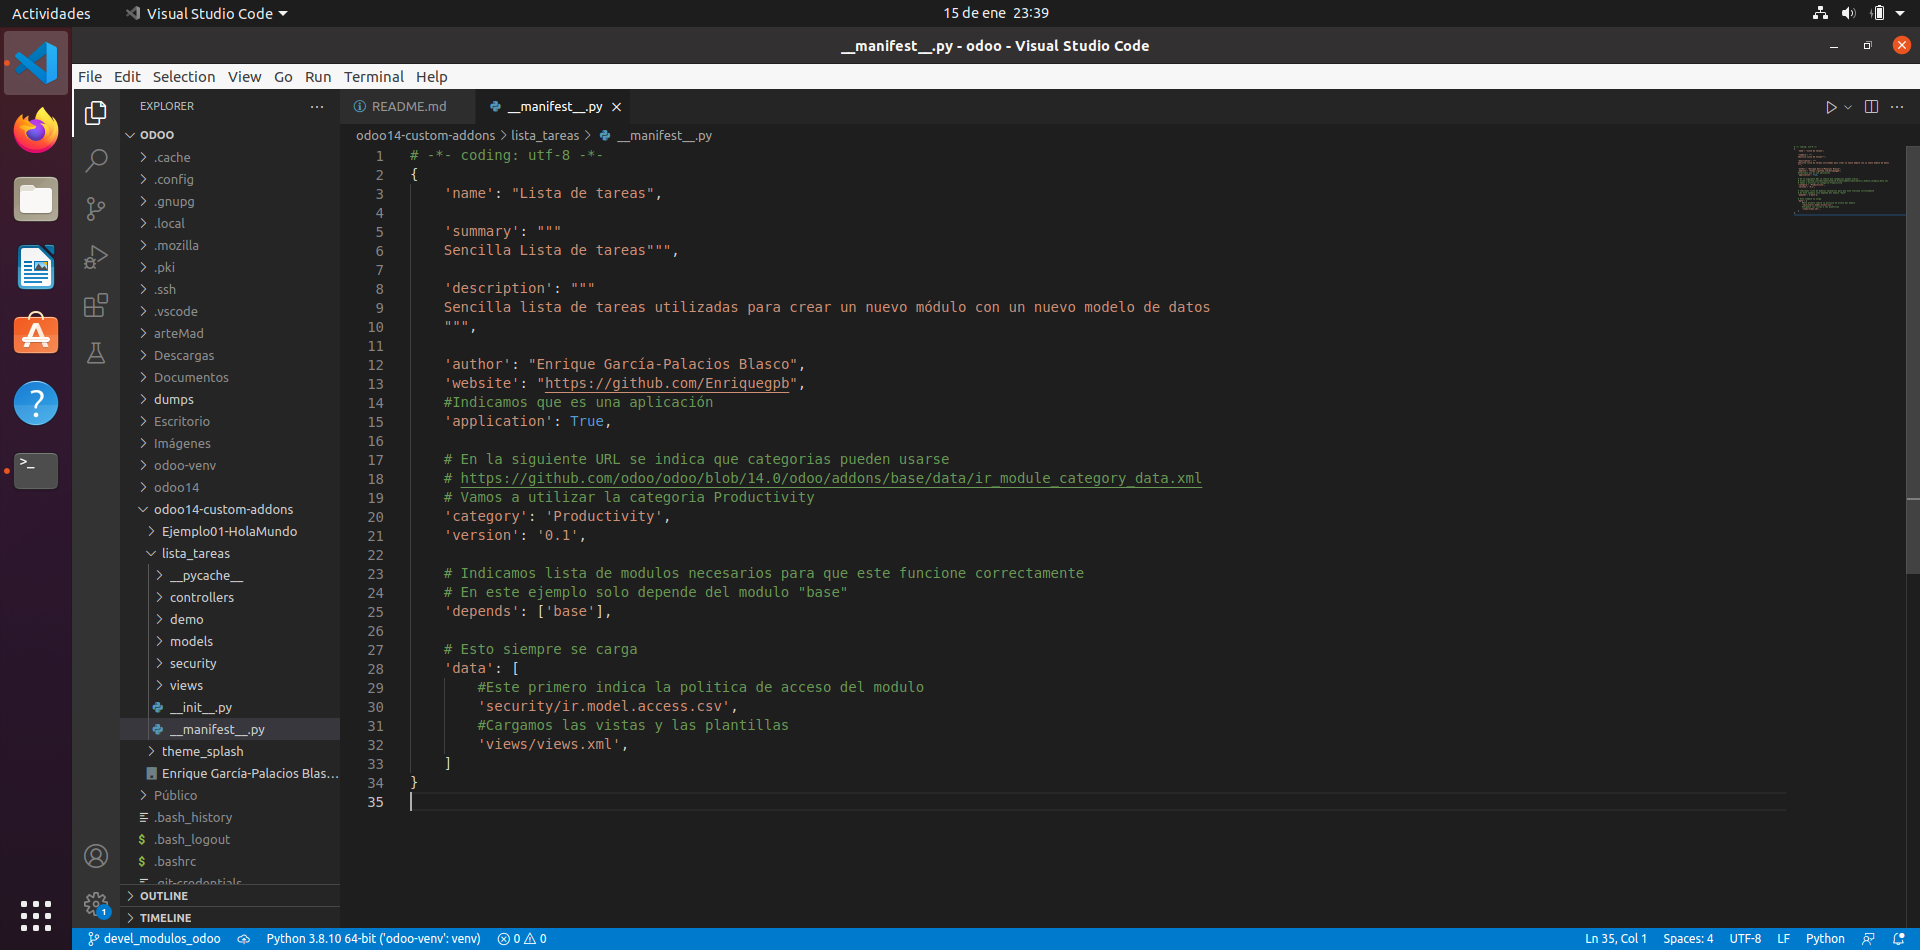 Actividades
Visual Studio Code
15 de ene 23:39
__manifest__.py - odoo - Visual Studio Code
File Edit Selection View Go Run Terminal Help
EXPLORER
ODOO
.cache
.config
.gnupg
.local
.mozilla
.pki
.ssh
.vscode
arteMad
Descargas
Documentos
dumps
Escritorio
Imágenes
odoo-venv
odoo14
odoo14-custom-addons
Ejemplo01-HolaMundo
lista_tareas
__pycache__
controllers
demo
models
security
views
__init__.py
__manifest__.py
theme_splash
Enrique García-Palacios Blas...
Público
.bash_history
.bash_logout
.bashrc
.git-credentials
OUTLINE
TIMELINE
README.md
__manifest__.py
odoo14-custom-addons > lista_tareas > __manifest__.py
1 # -*- coding: utf-8 -*-
2 {
3 'name': "Lista de tareas",
4
5 'summary': """
6 Sencilla Lista de tareas""",
7
8 'description': """
9 Sencilla lista de tareas utilizadas para crear un nuevo módulo con un nuevo modelo de datos
10 """,
11
12 'author': "Enrique García-Palacios Blasco",
13 'website': "https://github.com/Enriquegpb",
14 #Indicamos que es una aplicación
15 'application': True,
16
17 # En la siguiente URL se indica que categorias pueden usarse
18 # https://github.com/odoo/odoo/blob/14.0/odoo/addons/base/data/ir_module_category_data.xml
19 # Vamos a utilizar la categoria Productivity
20 'category': 'Productivity',
21 'version': '0.1',
22
23 # Indicamos lista de modulos necesarios para que este funcione correctamente
24 # En este ejemplo solo depende del modulo "base"
25 'depends': ['base'],
26
27 # Esto siempre se carga
28 'data': [
29 #Este primero indica la politica de acceso del modulo
30 'security/ir.model.access.csv',
31 #Cargamos las vistas y las plantillas
32 'views/views.xml',
33 ]
34 }
35
1
devel_modulos_odoo
Python 3.8.10 64-bit ('odoo-venv': venv)
0 0
Ln 35, Col 1
Spaces: 4
UTF-8
LF
Python